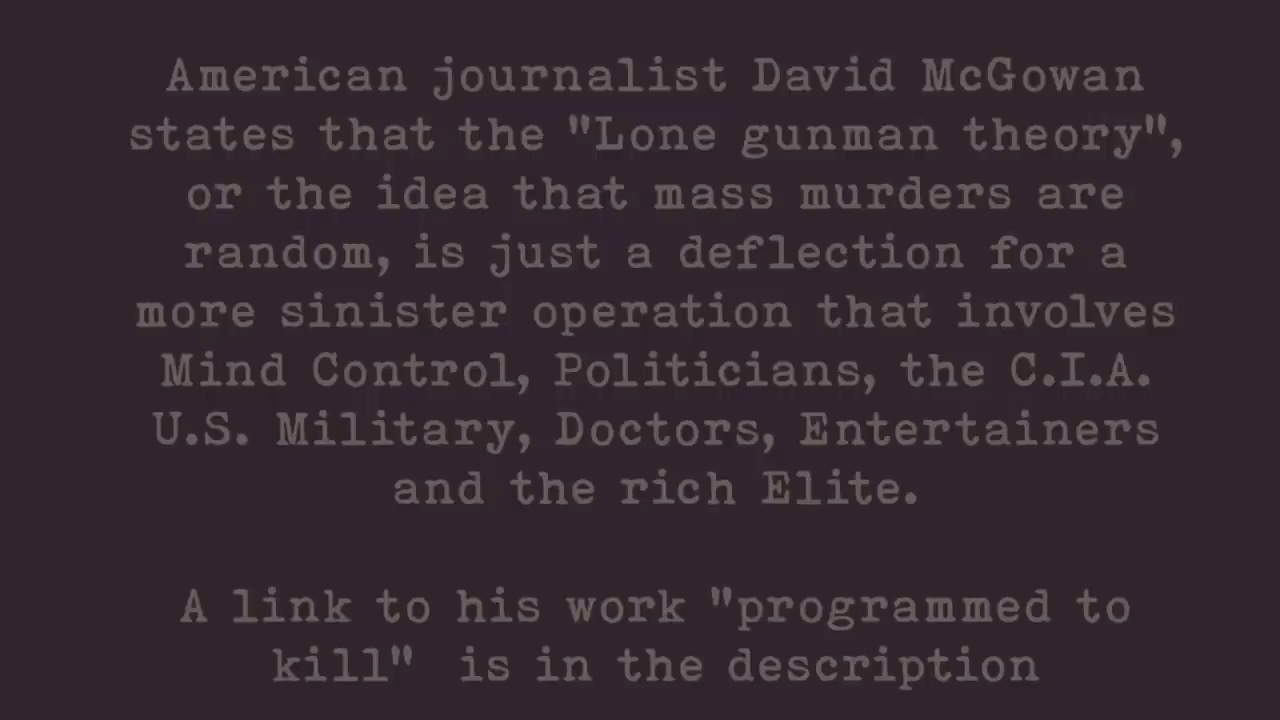 American journalist David McGowan
states that the "Lone gunman theory",
or the idea that mass murders are
random, is just a deflection for a
more sinister operation that involves
Mind Control, Politicians, the C.I.A.
U.S. Military, Doctors, Entertainers
and the rich Elite.
A link to his work "programmed to
kill" is in the description